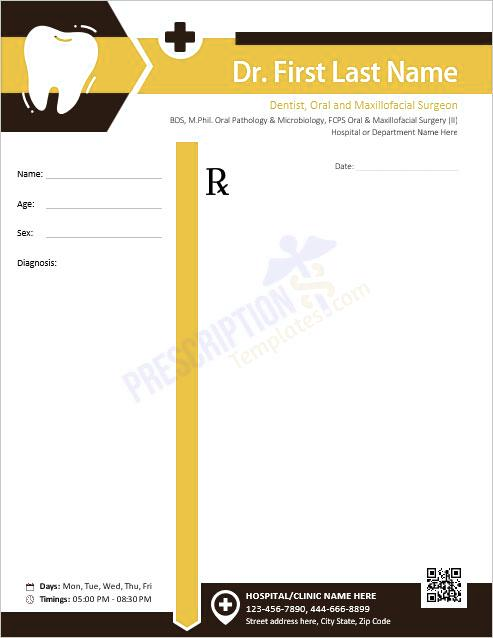 Dr. First Last Name
Dentist, Oral and Maxillofacial Surgeon
BDS, M.Phil. Oral Pathology & Microbiology, FCPS Oral & Maxillofacial Surgery (II)
Hospital or Department Name Here
Date:
Name:
℞
Age:
Sex:
Diagnosis:
PRESCRIPTION
Templates.com
Days: Mon, Tue, Wed, Thu, Fri
Timings: 05:00 PM - 08:30 PM
HOSPITAL/CLINIC NAME HERE
123-456-7890, 444-666-8899
Street address here, City State, Zip Code